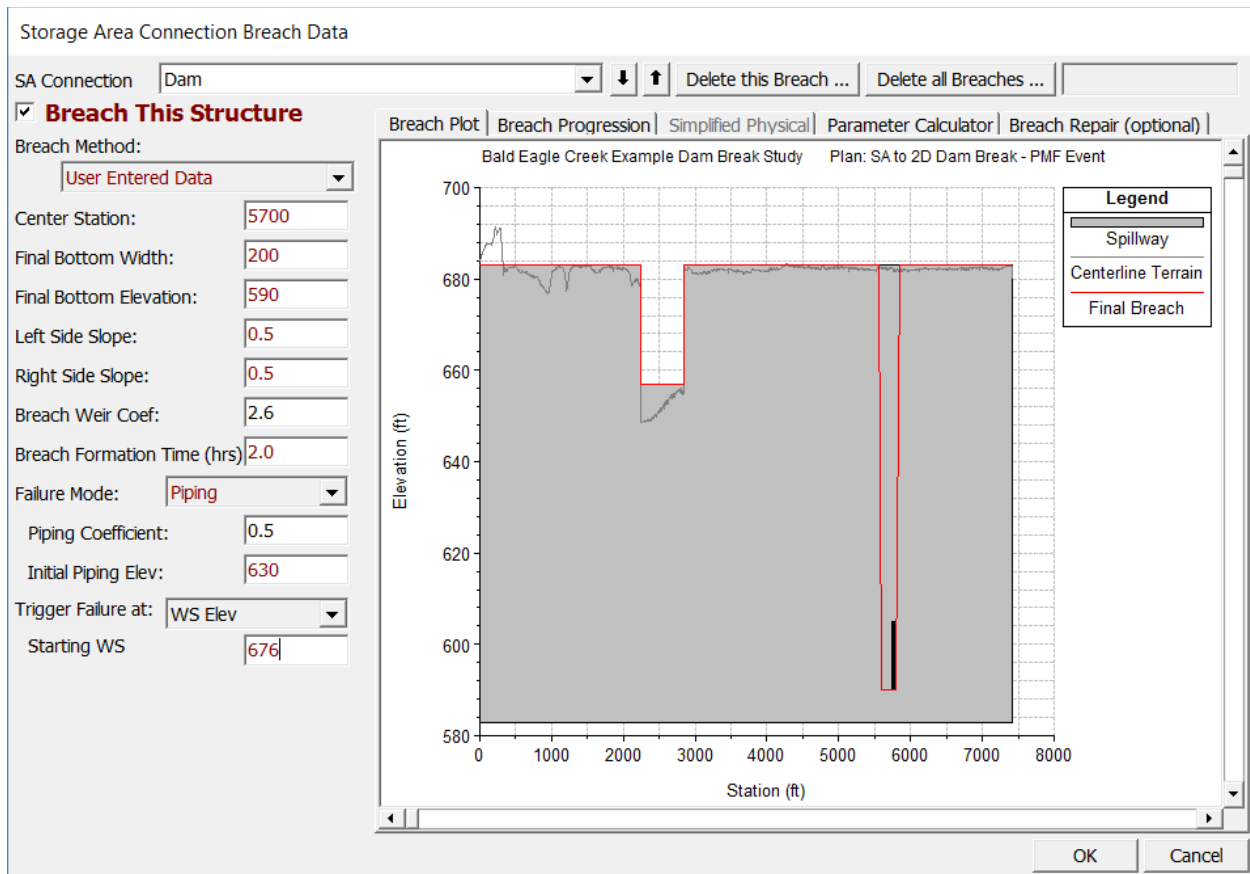 Storage Area Connection Breach Data
SA Connection Dam Delete this Breach ... Delete all Breaches ...
Breach This Structure
Breach Plot Breach Progression Simplified Physical Parameter Calculator Breach Repair (optional)
Breach Method:
User Entered Data
Center Station: 5700
Final Bottom Width: 200
Final Bottom Elevation: 590
Left Side Slope: 0.5
Right Side Slope: 0.5
Breach Weir Coef: 2.6
Breach Formation Time (hrs) 2.0
Failure Mode: Piping
Piping Coefficient: 0.5
Initial Piping Elev: 630
Trigger Failure at: WS Elev
Starting WS 676
Bald Eagle Creek Example Dam Break Study Plan: SA to 2D Dam Break - PMF Event
700
680
660
640
620
600
580
Elevation (ft)
0 1000 2000 3000 4000 5000 6000 7000 8000
Station (ft)
Legend
Spillway
Centerline Terrain
Final Breach
OK Cancel